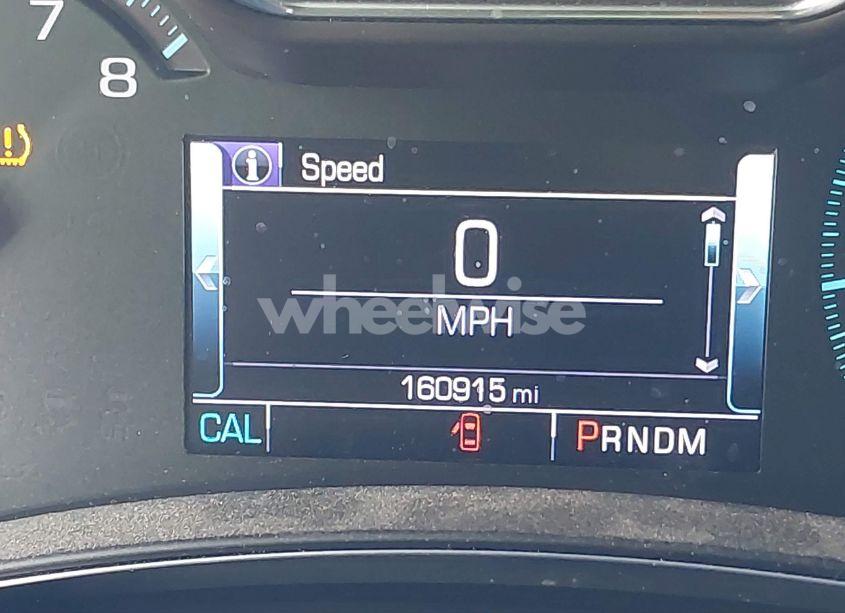 7
8
Speed
0
MPH
wheelwise
160915 mi
CAL
PRNDM